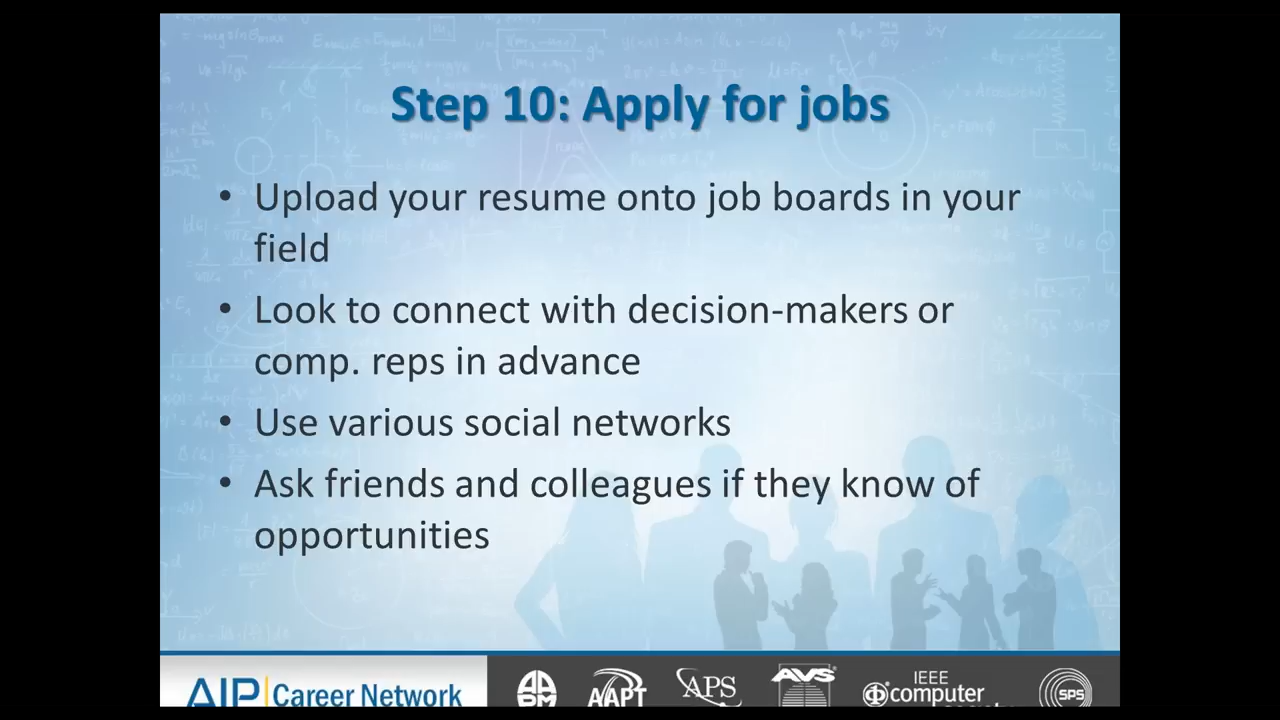 Step 10: Apply for jobs
• Upload your resume onto job boards in your
field
• Look to connect with decision-makers or
comp. reps in advance
• Use various social networks
• Ask friends and colleagues if they know of
opportunities
AIP Career Network
AAPT
APS
AVS
IEEE
computer
society
SPS